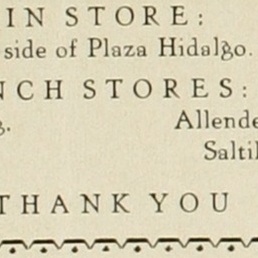 IN STORE:
side of Plaza Hidalgo.
NCH STORES:
Allende
Saltil
THANK YOU